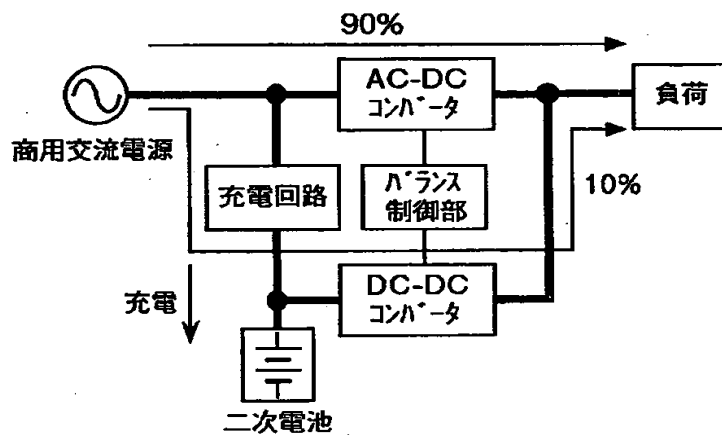 90%
AC-DC
コンバータ
負荷
商用交流電源
充電回路
バランス
制御部
10%
充電
DC-DC
コンバータ
二次電池